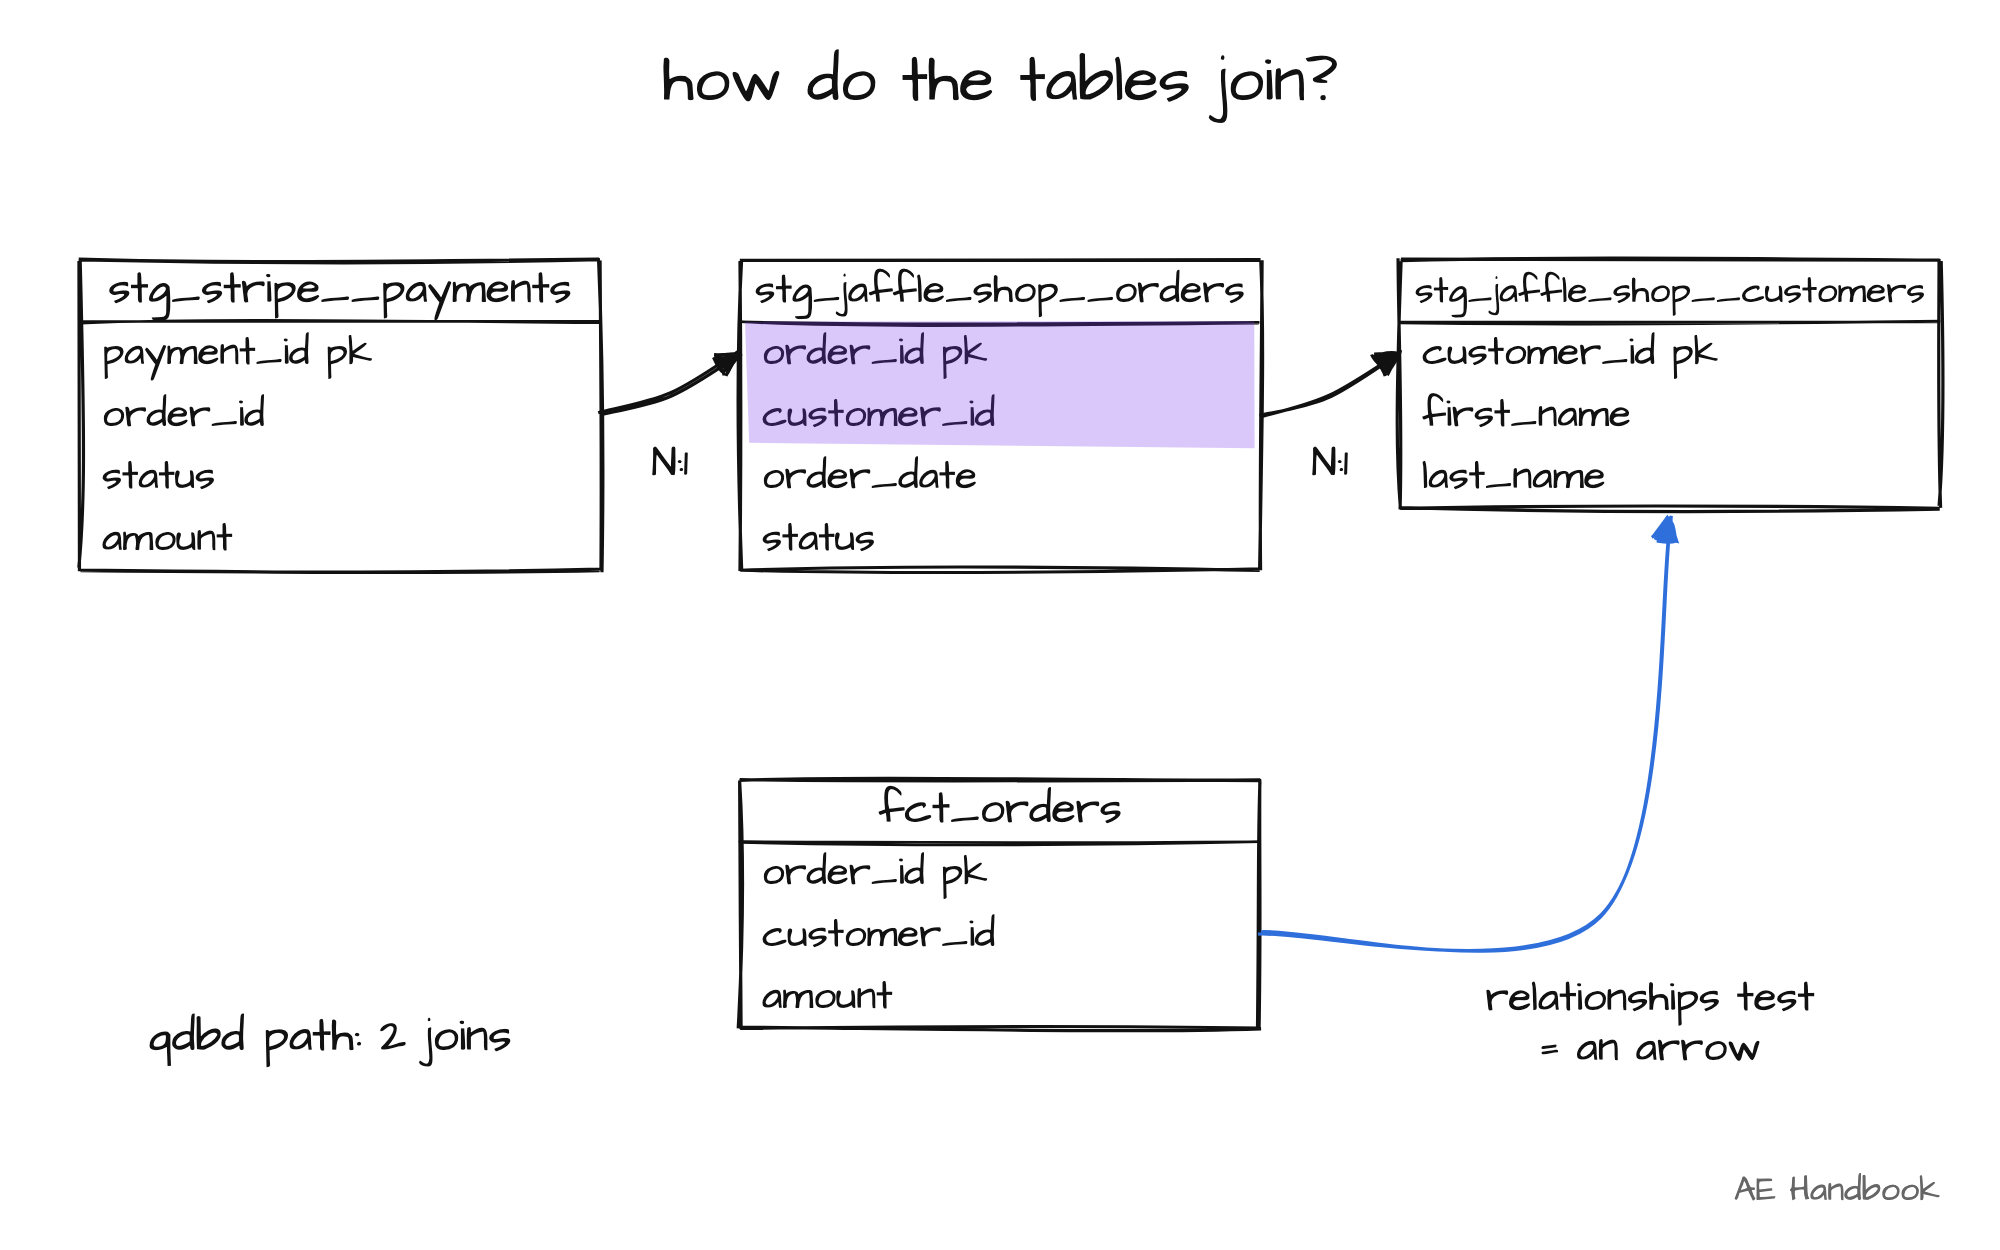 how do the tables join?
stg_stripe__payments
payment_id pk
order_id
status
amount
N:1
stg_jaffle_shop__orders
order_id pk
customer_id
order_date
status
N:1
stg_jaffle_shop__customers
customer_id pk
first_name
last_name
fct_orders
order_id pk
customer_id
amount
qdbd path: 2 joins
relationships test
= an arrow
AE Handbook